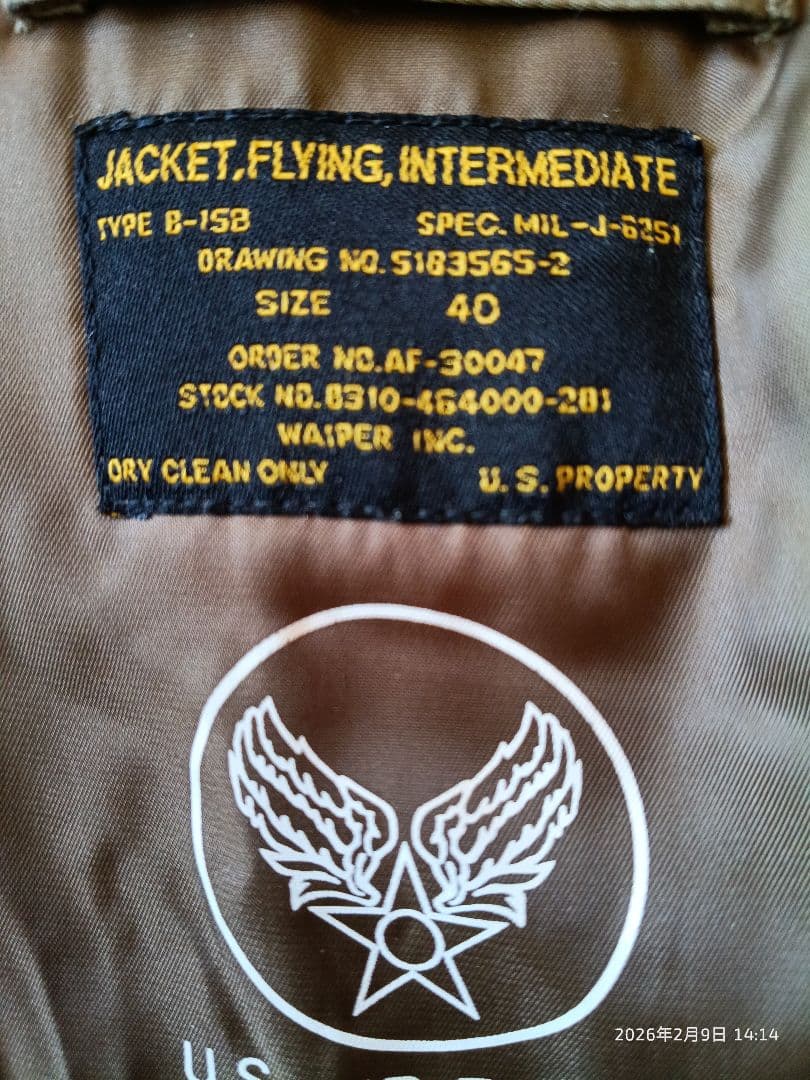 JACKET, FLYING, INTERMEDIATE
TYPE B-15B SPEC. MIL-J-6251
DRAWING NO. S183565-2
SIZE 40
ORDER NO. AF-30047
STOCK NO. 8310-464000-281
WAIPER INC.
DRY CLEAN ONLY U. S. PROPERTY
US
2026年2月9日 14:14